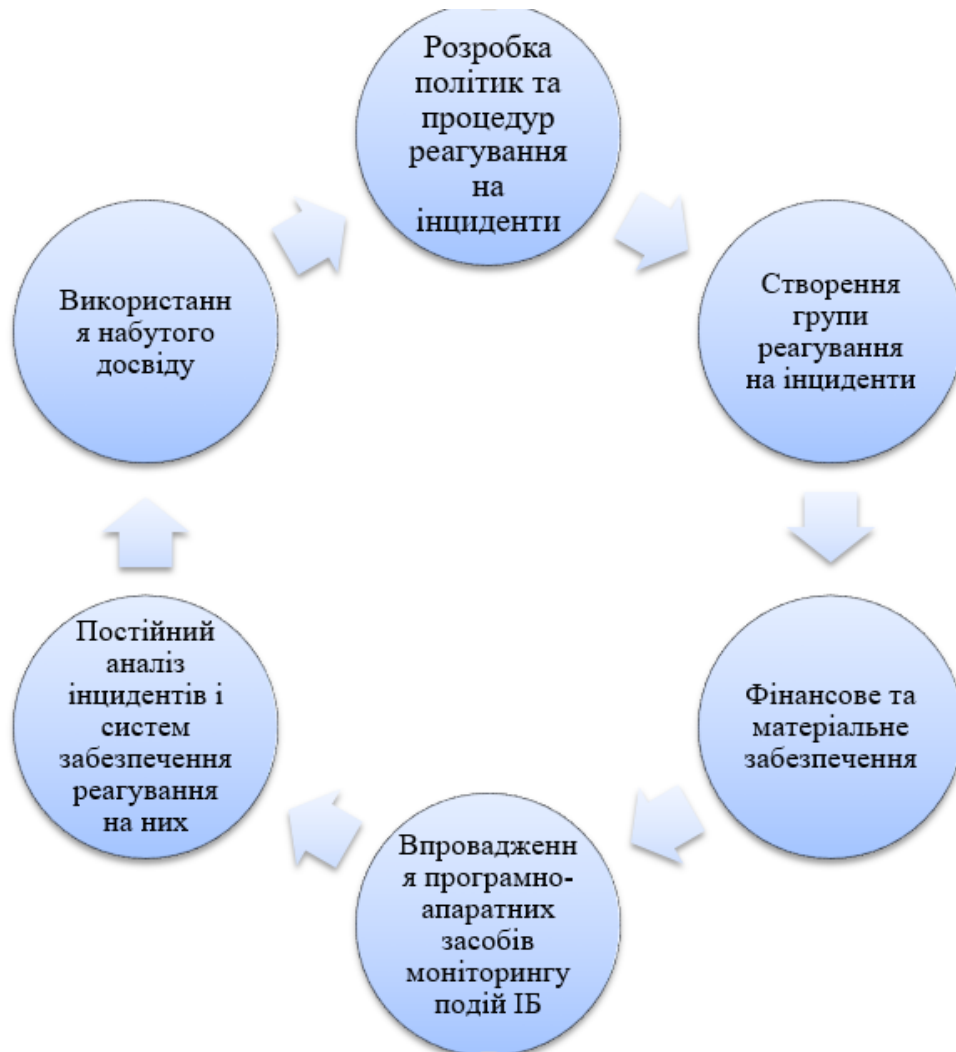 Розробка
політик та
процедур
реагування
на
інциденти
Створення
групи
реагування
на інциденти
Фінансове та
матеріальне
забезпечення
Впровадженн
я програмно-
апаратних
засобів
моніторингу
подій ІБ
Постійний
аналіз
інцидентів і
систем
забезпечення
реагування
на них
Використанн
я набутого
досвіду